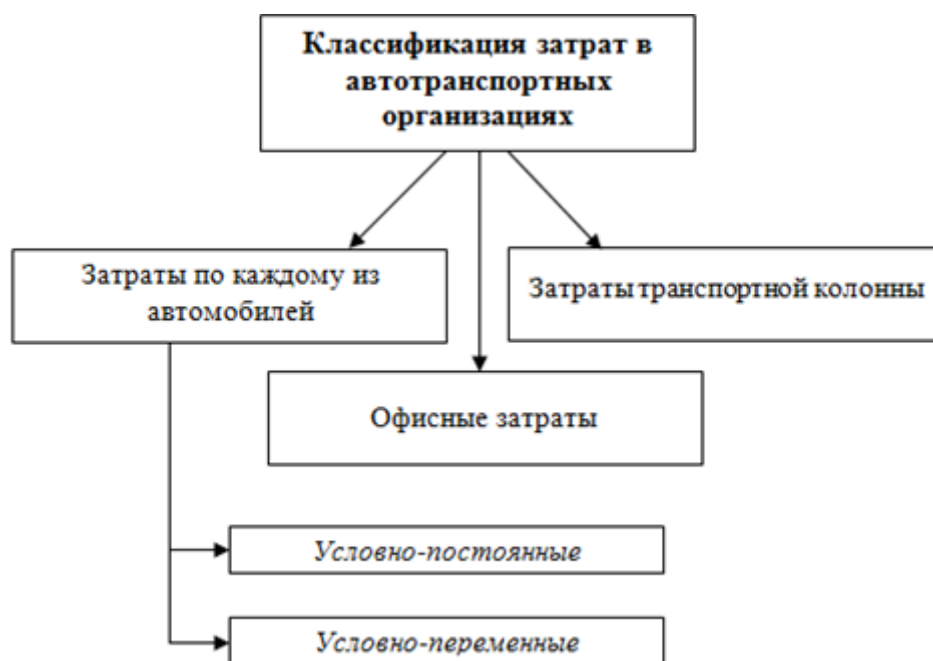 Классификация затрат в
автотранспортных
организациях
Затраты по каждому из
автомобилей
Затраты транспортной колонны
Офисные затраты
Условно-постоянные
Условно-переменные